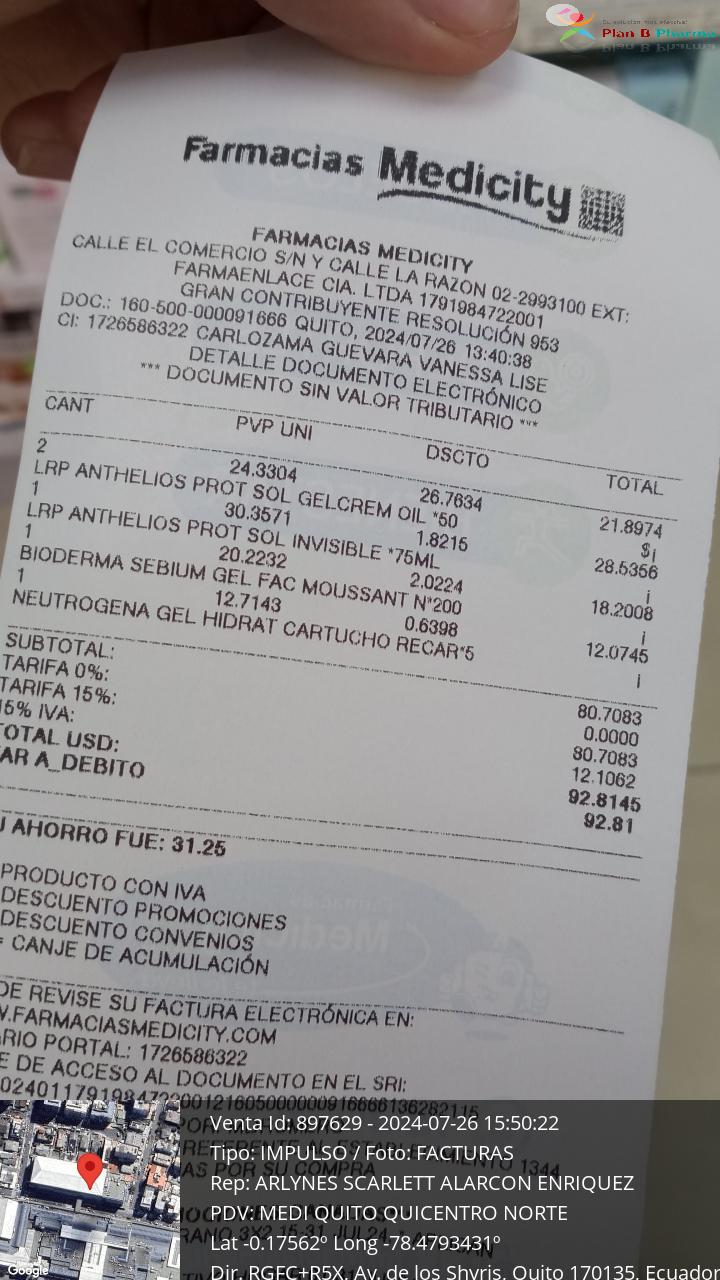 Su solución más efectiva!
Plan B Pharma
Farmacias Medicity
FARMACIAS MEDICITY
CALLE EL COMERCIO S/N Y CALLE LA RAZON 02-2993100 EXT:
FARMAENLACE CIA. LTDA 1791984722001
GRAN CONTRIBUYENTE RESOLUCIÓN 953
DOC.: 160-500-000091666 QUITO, 2024/07/26 13:40:38
CI: 1726586322 CARLOZAMA GUEVARA VANESSA LISE
DETALLE DOCUMENTO ELECTRÓNICO
*** DOCUMENTO SIN VALOR TRIBUTARIO ***
CANT PVP UNI DSCTO TOTAL
2 24.3304 26.7634 21.8974
LRP ANTHELIOS PROT SOL GELCREM OIL *50 $¡
1 30.3571 1.8215 28.5356
LRP ANTHELIOS PROT SOL INVISIBLE *75ML ¡
1 20.2232 2.0224 18.2008
BIODERMA SEBIUM GEL FAC MOUSSANT N*200 ¡
1 12.7143 0.6398 12.0745
NEUTROGENA GEL HIDRAT CARTUCHO RECAR*5 ¡
SUBTOTAL: 80.7083
TARIFA 0%: 0.0000
TARIFA 15%: 80.7083
15% IVA: 12.1062
TOTAL USD: 92.8145
AR A_DEBITO 92.81
U AHORRO FUE: 31.25
PRODUCTO CON IVA
DESCUENTO PROMOCIONES
DESCUENTO CONVENIOS
= CANJE DE ACUMULACIÓN
DE REVISE SU FACTURA ELECTRÓNICA EN:
W.FARMACIASMEDICITY.COM
RIO PORTAL: 1726586322
E DE ACCESO AL DOCUMENTO EN EL SRI:
Venta Id: 897629 - 2024-07-26 15:50:22
Tipo: IMPULSO / Foto: FACTURAS
Rep: ARLYNES SCARLETT ALARCON ENRIQUEZ
PDV: MEDI QUITO, QUICENTRO NORTE
Lat -0.17562º Long -78.4793431º
Dir. RGFC+R5X, Av. de los Shyris, Quito 170135, Ecuador
Google